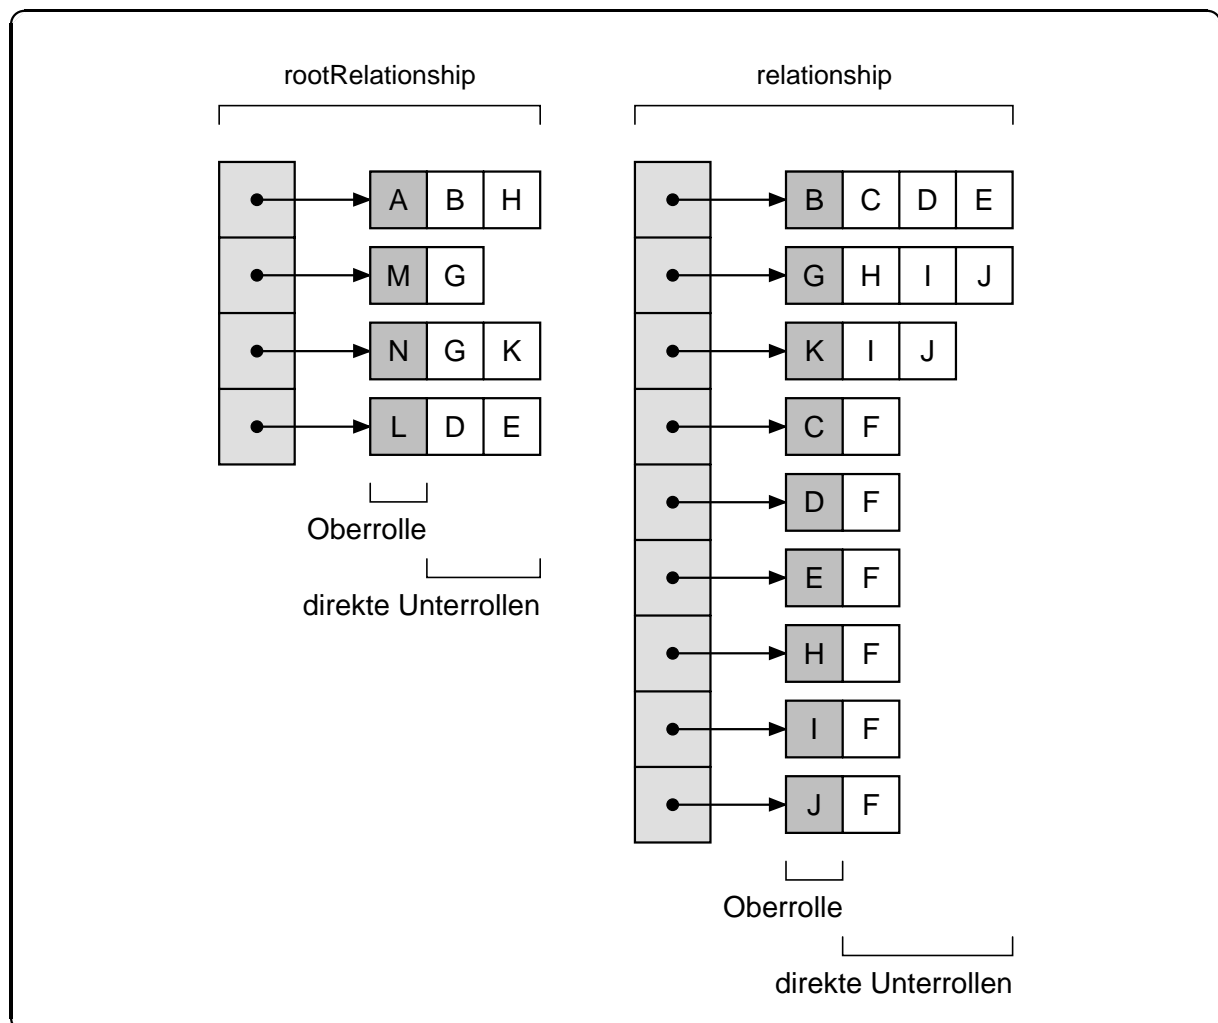 rootRelationship
A B H
M G
N G K
L D E
Oberrolle
direkte Unterrollen
relationship
B C D E
G H I J
K I J
C F
D F
E F
H F
I F
J F
Oberrolle
direkte Unterrollen